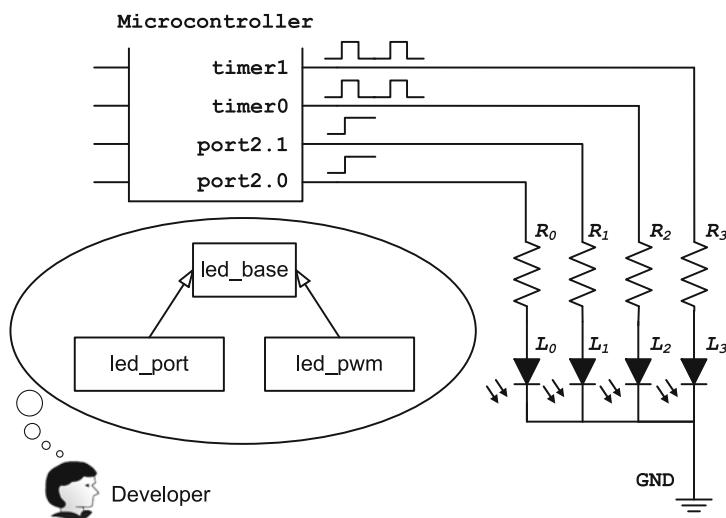 Microcontroller
timer1
timer0
port2.1
port2.0
R0 R1 R2 R3
led_base
led_port led_pwm
L0 L1 L2 L3
GND
Developer